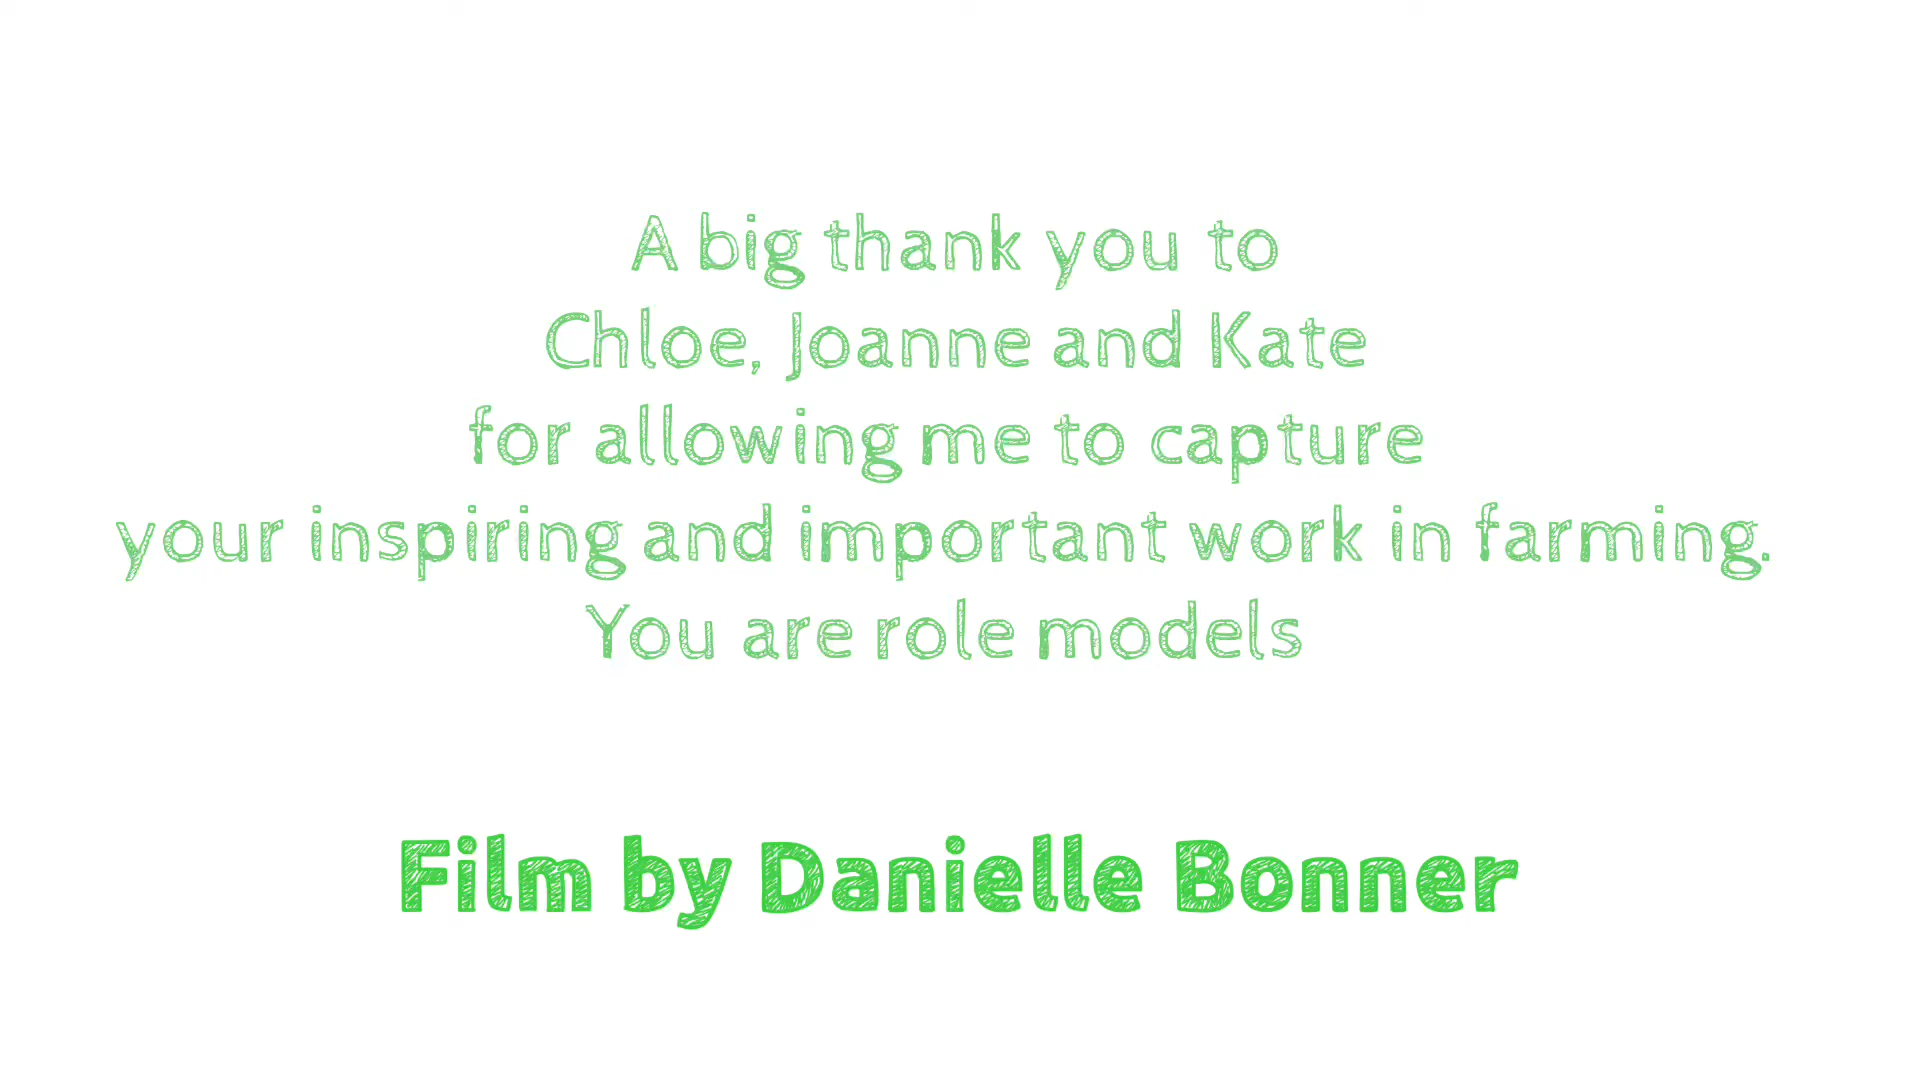 A big thank you to
Chloe, Joanne and Kate
for allowing me to capture
your inspiring and important work in farming.
You are role models
Film by Danielle Bonner